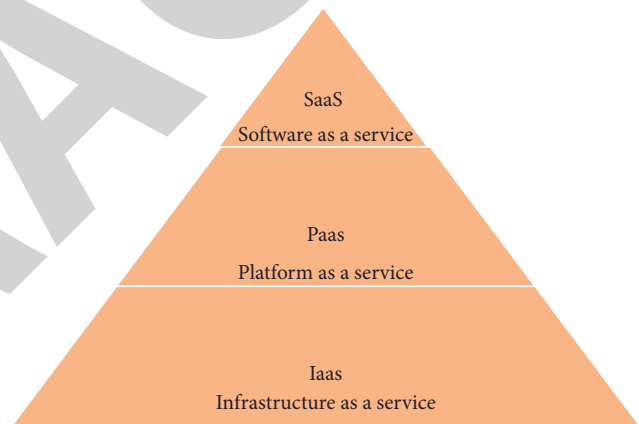 SaaS
Software as a service
Paas
Platform as a service
Iaas
Infrastructure as a service